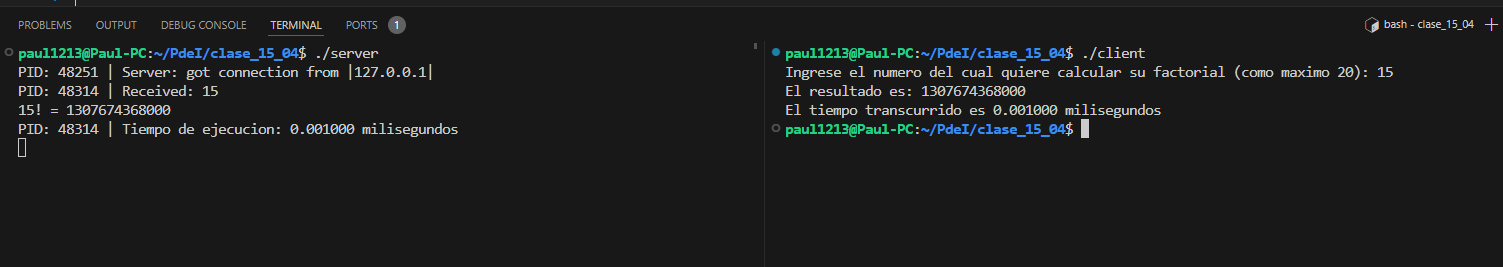 PROBLEMS OUTPUT DEBUG CONSOLE TERMINAL PORTS 1 bash - clase_15_04
paul1213@Paul-PC:~/PdeI/clase_15_04$ ./server
PID: 48251 | Server: got connection from |127.0.0.1|
PID: 48314 | Received: 15
15! = 1307674368000
PID: 48314 | Tiempo de ejecucion: 0.001000 milisegundos
paul1213@Paul-PC:~/PdeI/clase_15_04$ ./client
Ingrese el numero del cual quiere calcular su factorial (como maximo 20): 15
El resultado es: 1307674368000
El tiempo transcurrido es 0.001000 milisegundos
paul1213@Paul-PC:~/PdeI/clase_15_04$